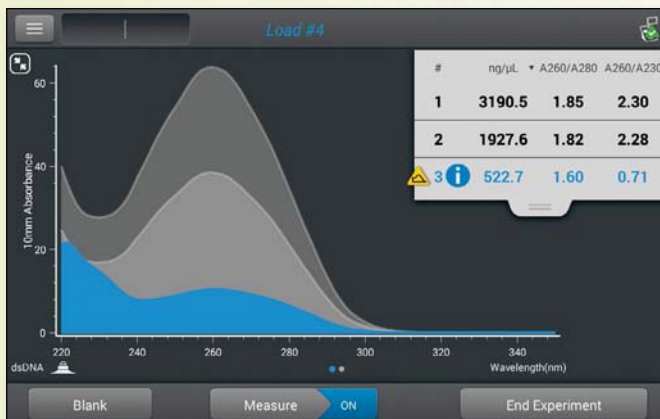 Load #4
# ng/µL A260/A280 A260/A230
1 3190.5 1.85 2.30
2 1927.6 1.82 2.28
3 i 522.7 1.60 0.71
10mm Absorbance
60
40
20
0
220 240 260 280 300 320 340
dsDNA
Wavelength(nm)
Blank
Measure ON
End Experiment